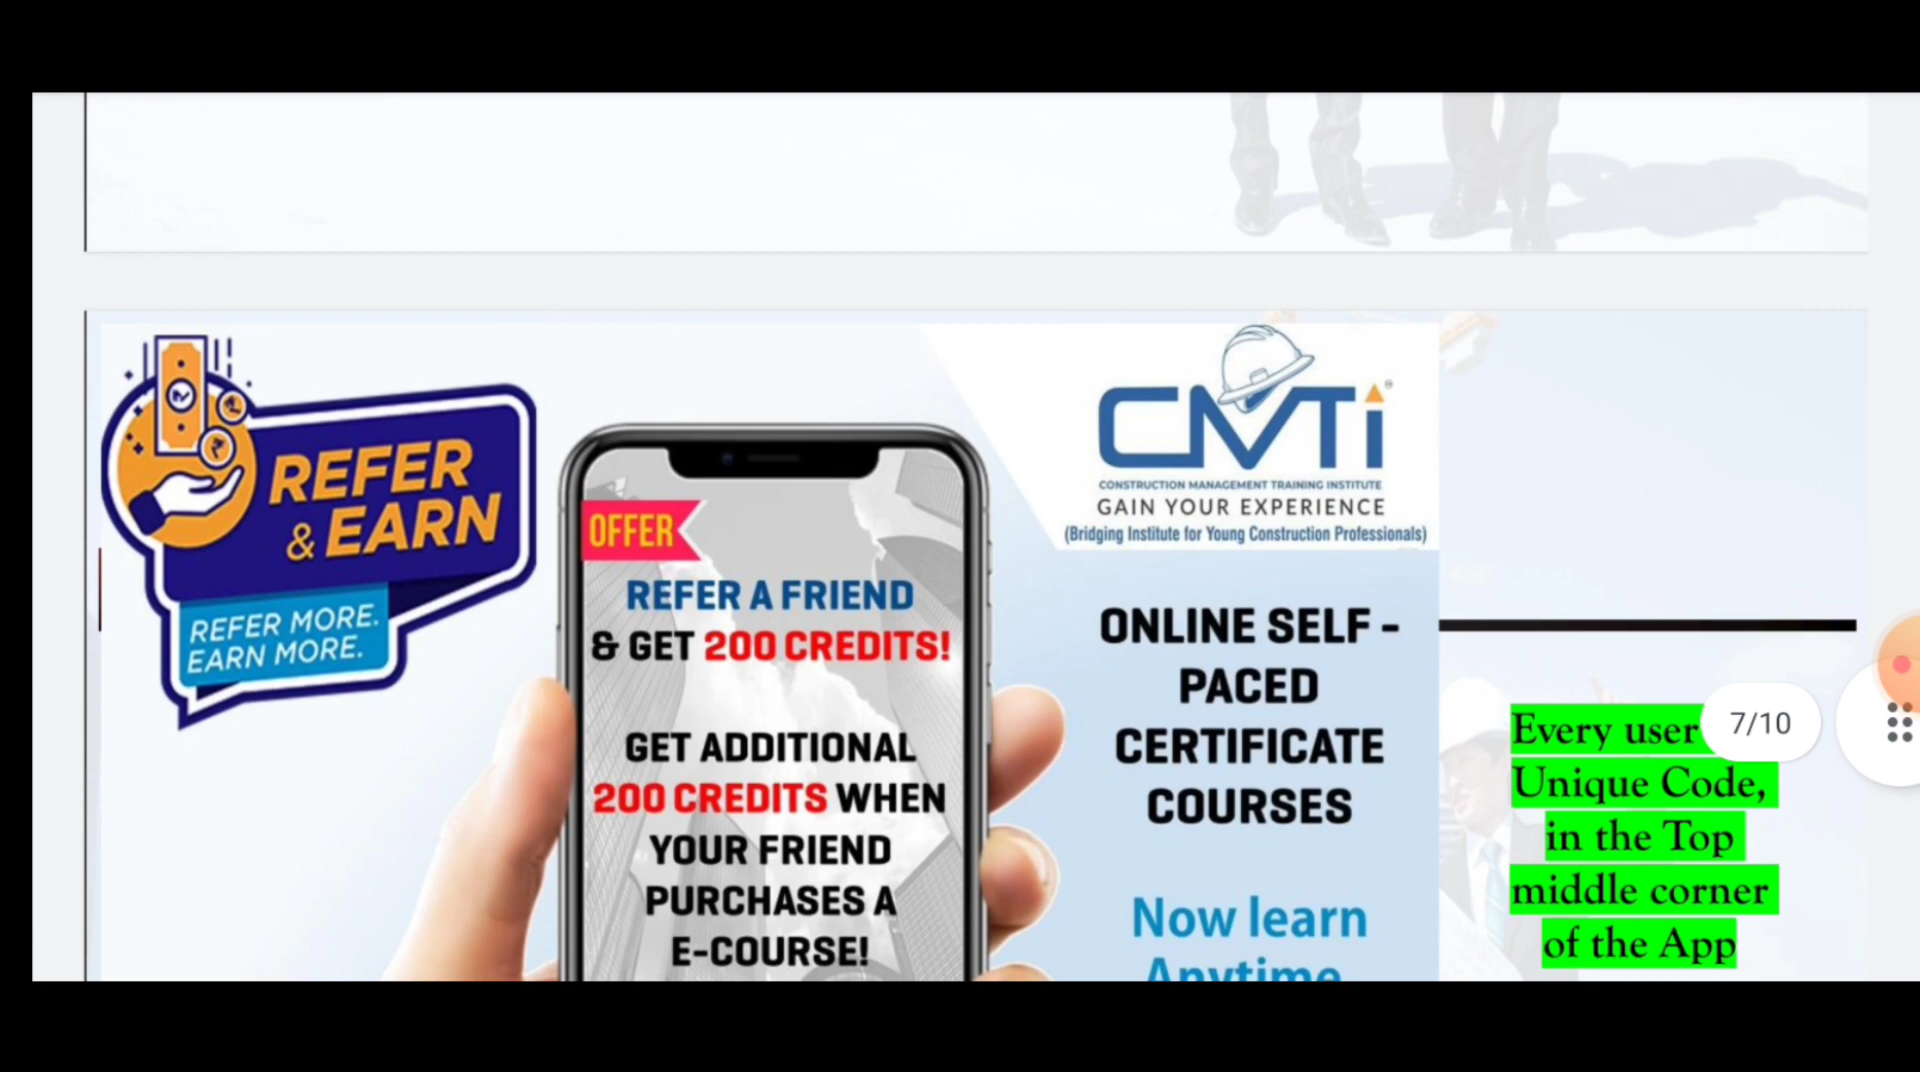 REFER
& EARN
REFER MORE.
EARN MORE.
OFFER
REFER A FRIEND
& GET 200 CREDITS!
GET ADDITIONAL
200 CREDITS WHEN
YOUR FRIEND
PURCHASES A
E-COURSE!
CMTi
CONSTRUCTION MANAGEMENT TRAINING INSTITUTE
GAIN YOUR EXPERIENCE
(Bridging Institute for Young Construction Professionals)
ONLINE SELF -
PACED
CERTIFICATE
COURSES
Now learn
Anytime
Every user
Unique Code,
in the Top
middle corner
of the App
7/10